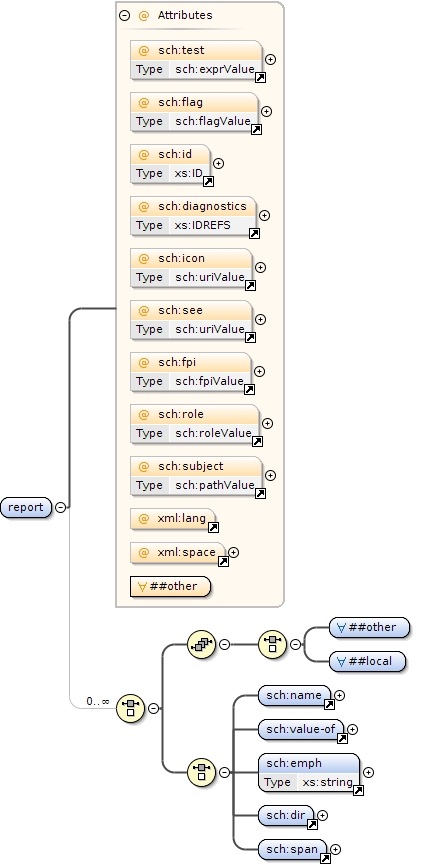 Attributes
@ sch:test
Type sch:exprValue
@ sch:flag
Type sch:flagValue
@ sch:id
Type xs:ID
@ sch:diagnostics
Type xs:IDREFS
@ sch:icon
Type sch:uriValue
@ sch:see
Type sch:uriValue
@ sch:fpi
Type sch:fpiValue
@ sch:role
Type sch:roleValue
@ sch:subject
Type sch:pathValue
@ xml:lang
@ xml:space
∀ ##other
report
0..∞
∀ ##other
∀ ##local
sch:name
sch:value-of
sch:emph
Type xs:string
sch:dir
sch:span